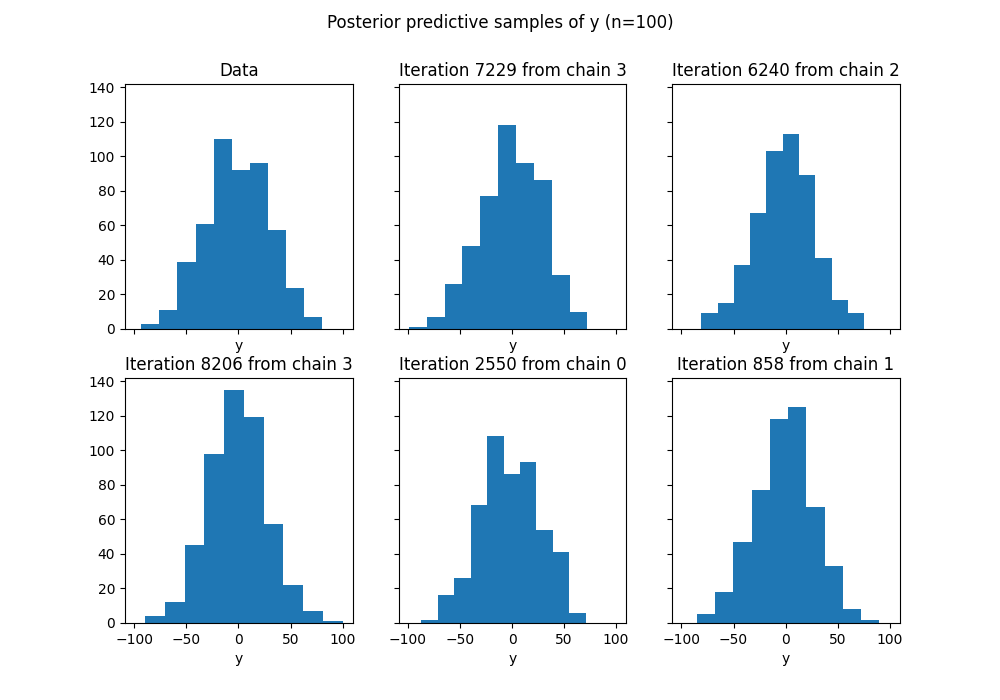 Posterior predictive samples of y (n=100)
Data
Iteration 7229 from chain 3
Iteration 6240 from chain 2
140
120
100
80
60
40
20
0
y
y
y
Iteration 8206 from chain 3
Iteration 2550 from chain 0
Iteration 858 from chain 1
140
120
100
80
60
40
20
0
−100 −50 0 50 100
−100 −50 0 50 100
−100 −50 0 50 100
y
y
y